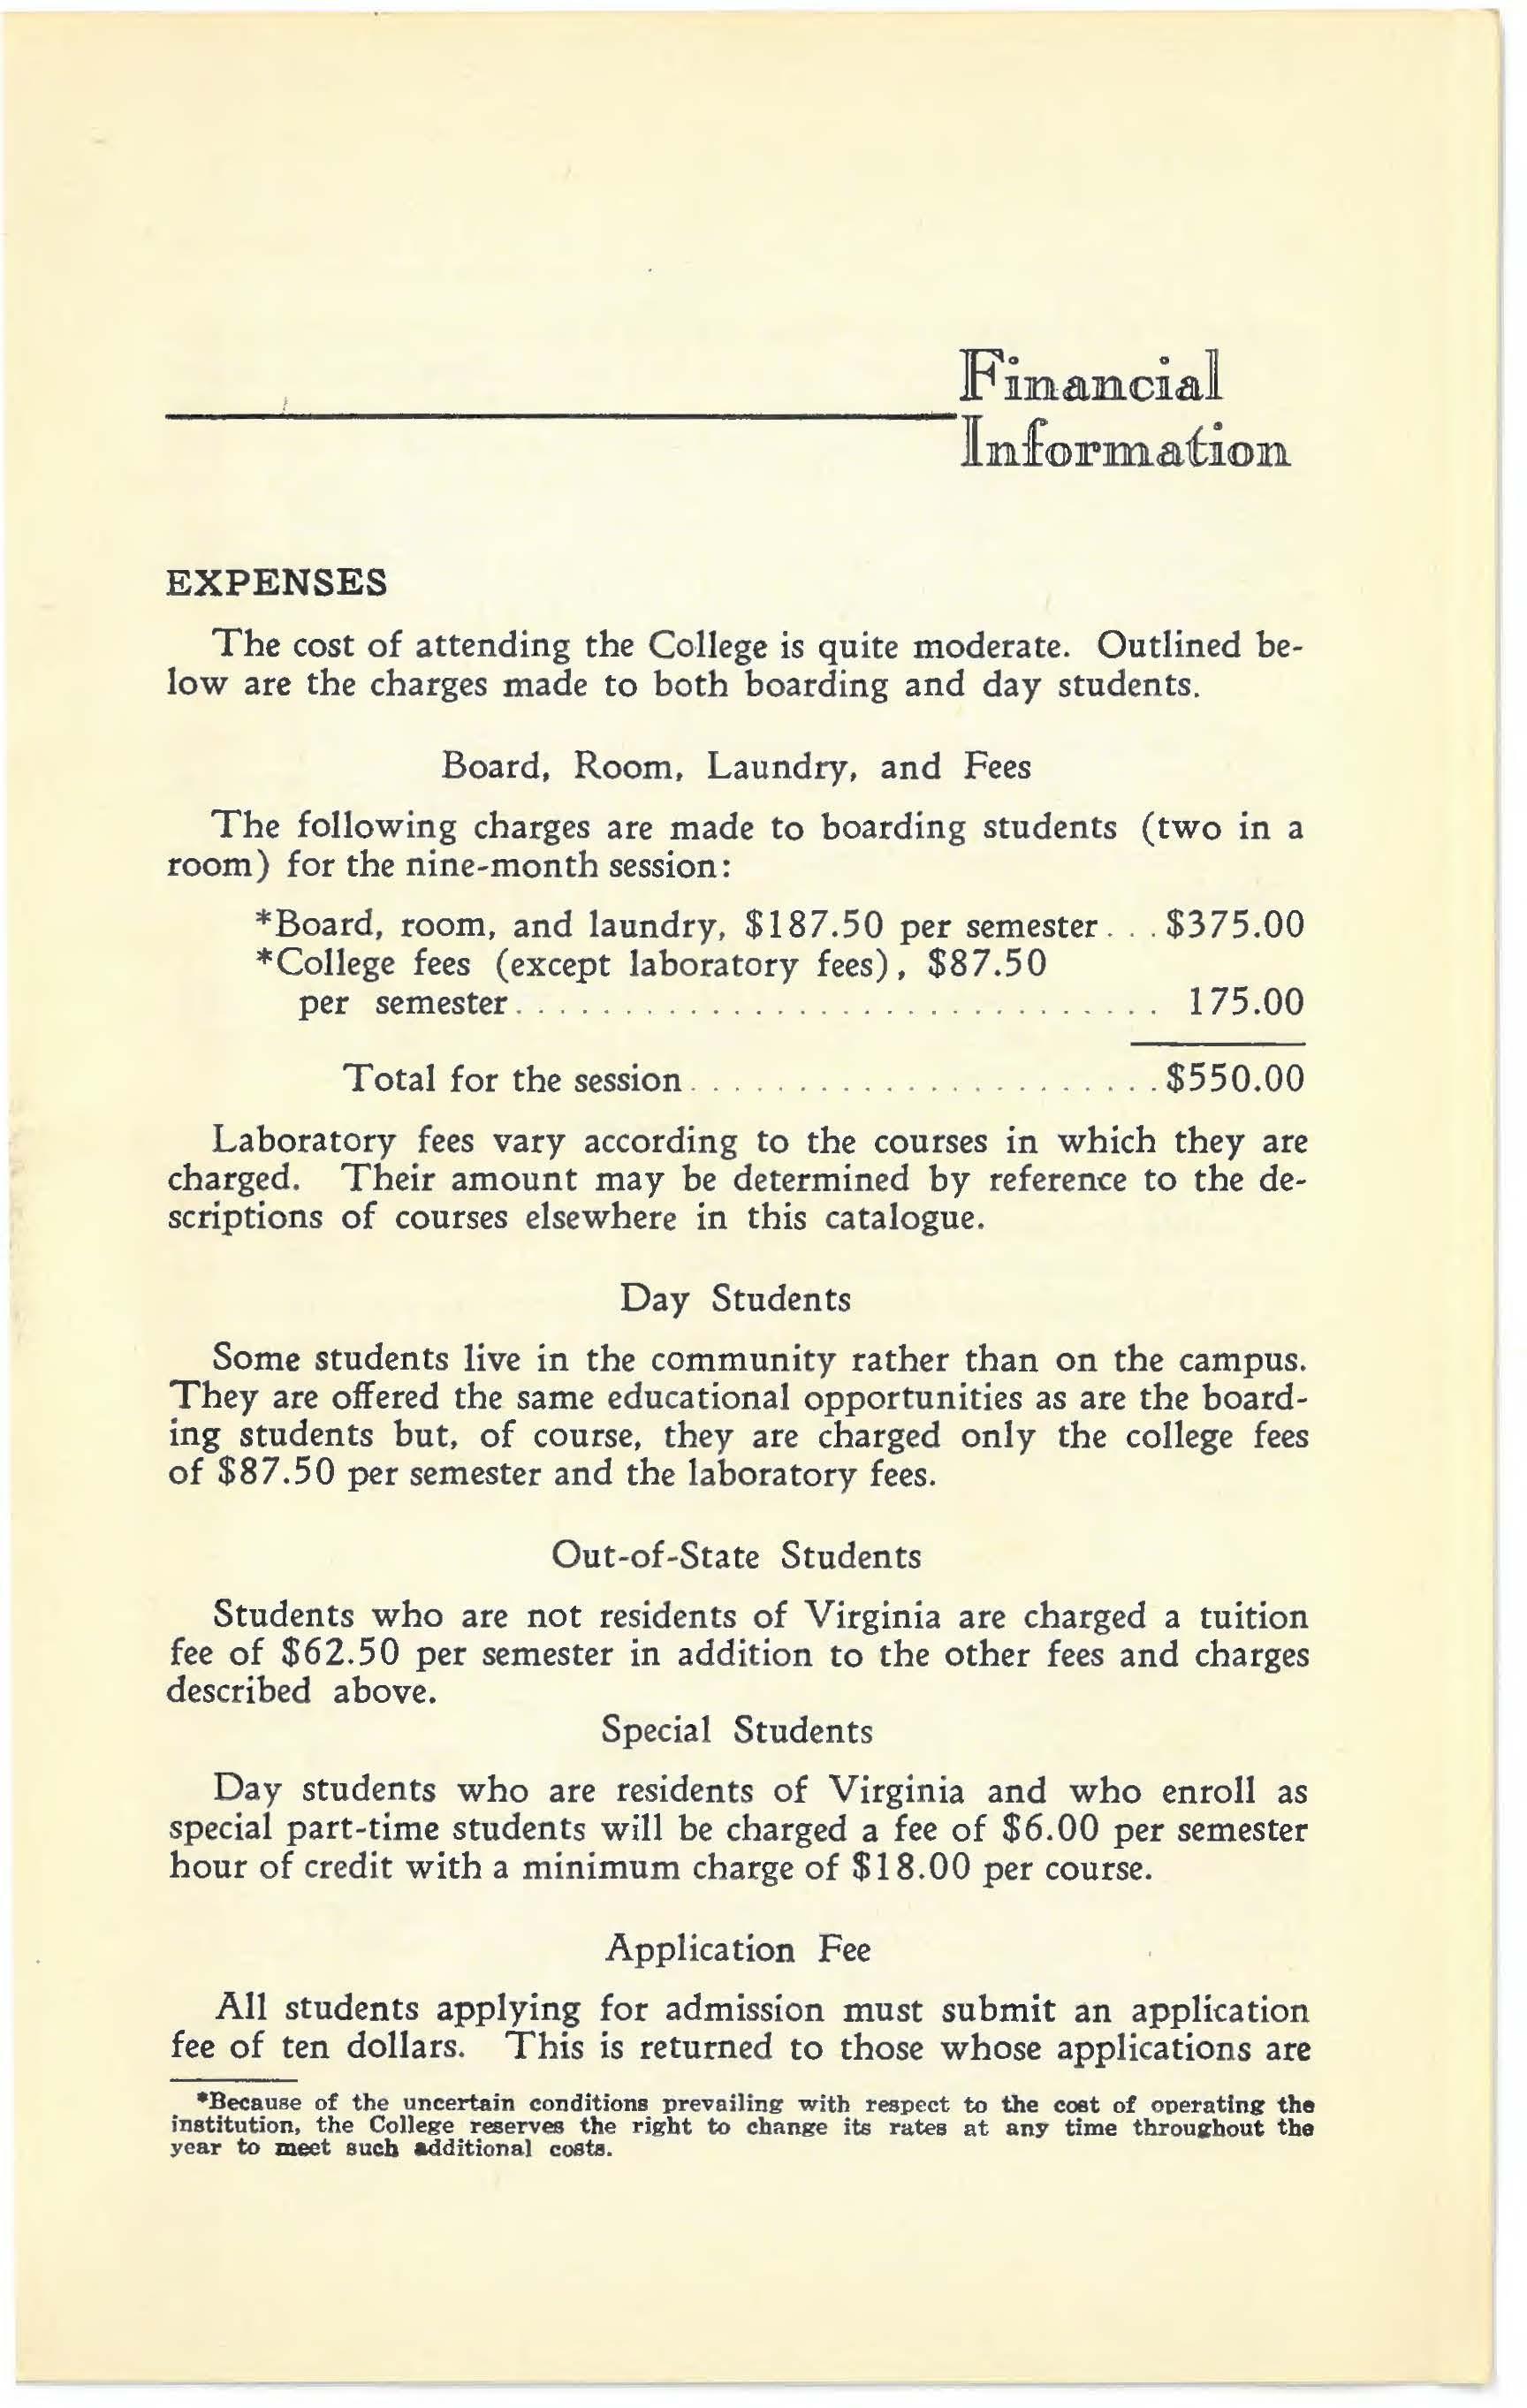 Financial
Information
EXPENSES
The cost of attending the College is quite moderate. Outlined be-
low are the charges made to both boarding and day students.
Board, Room, Laundry, and Fees
The following charges are made to boarding students (two in a
room) for the nine-month session:
*Board, room, and laundry, $187.50 per semester. . . $375.00
*College fees (except laboratory fees), $87.50
per semester. . . . . . . . . . . . . . . . . . . . . . . . . . . . . . 175.00
Total for the session. . . . . . . . . . . . . . . . . . . . . . $550.00
Laboratory fees vary according to the courses in which they are
charged. Their amount may be determined by reference to the de-
scriptions of courses elsewhere in this catalogue.
Day Students
Some students live in the community rather than on the campus.
They are offered the same educational opportunities as are the board-
ing students but, of course, they are charged only the college fees
of $87.50 per semester and the laboratory fees.
Out-of-State Students
Students who are not residents of Virginia are charged a tuition
fee of $62.50 per semester in addition to the other fees and charges
described above.
Special Students
Day students who are residents of Virginia and who enroll as
special part-time students will be charged a fee of $6.00 per semester
hour of credit with a minimum charge of $18.00 per course.
Application Fee
All students applying for admission must submit an application
fee of ten dollars. This is returned to those whose applications are
*Because of the uncertain conditions prevailing with respect to the cost of operating the
institution, the College reserves the right to change its rates at any time throughout the
year to meet such additional costs.